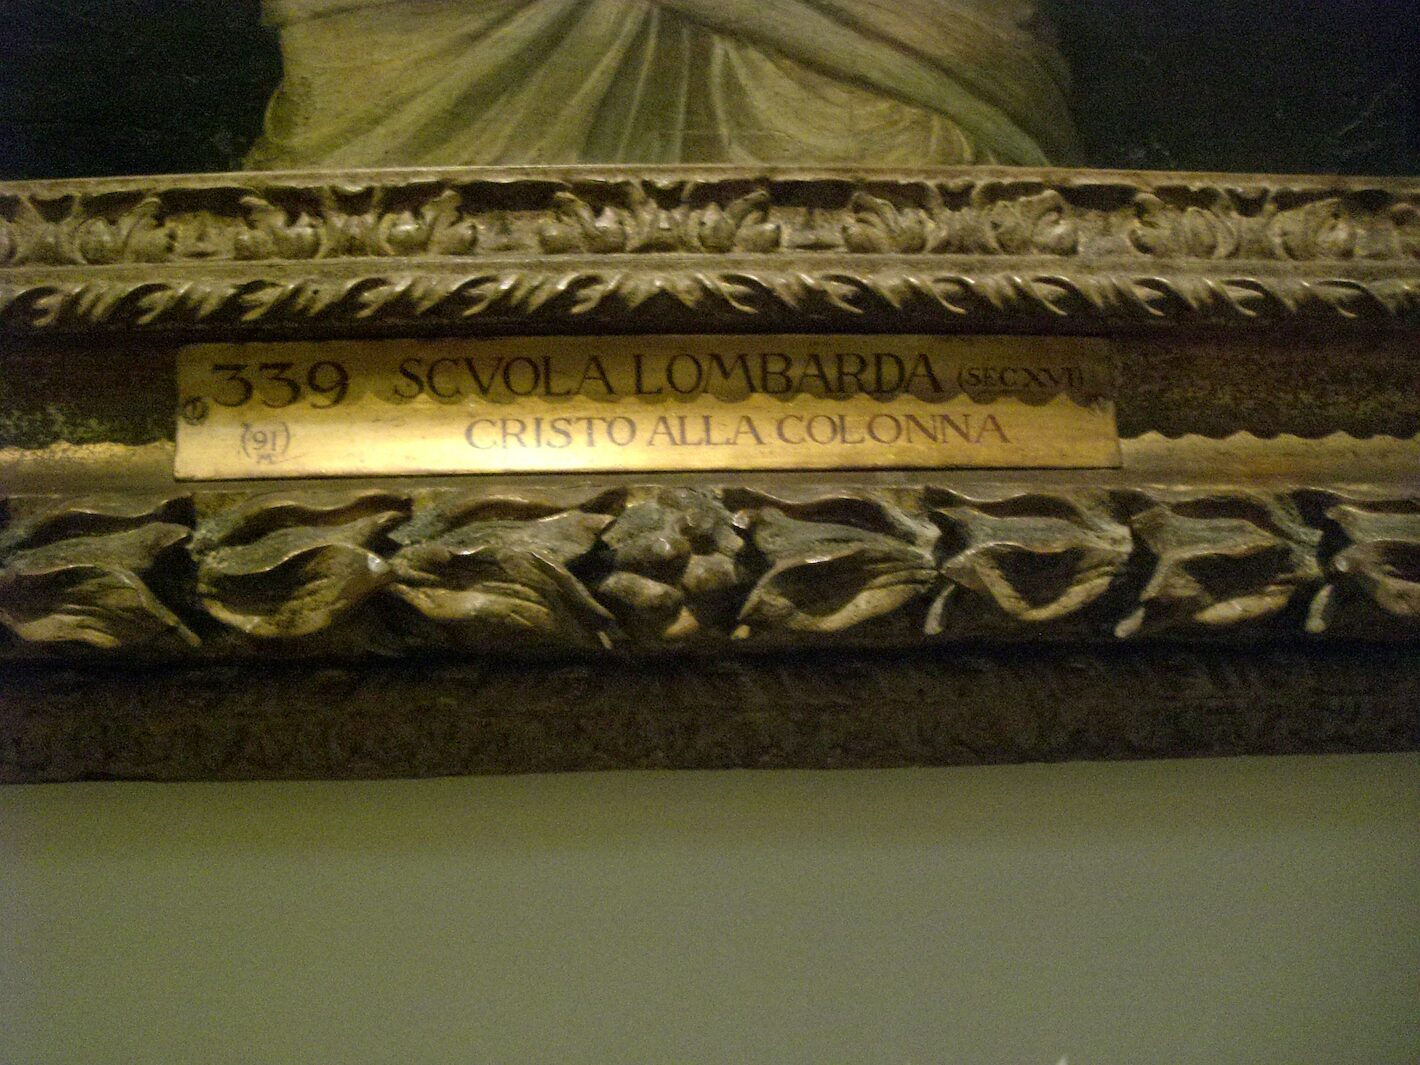 339 SCVOLA LOMBARDA (SEC XVI)
(91) CRISTO ALLA COLONNA